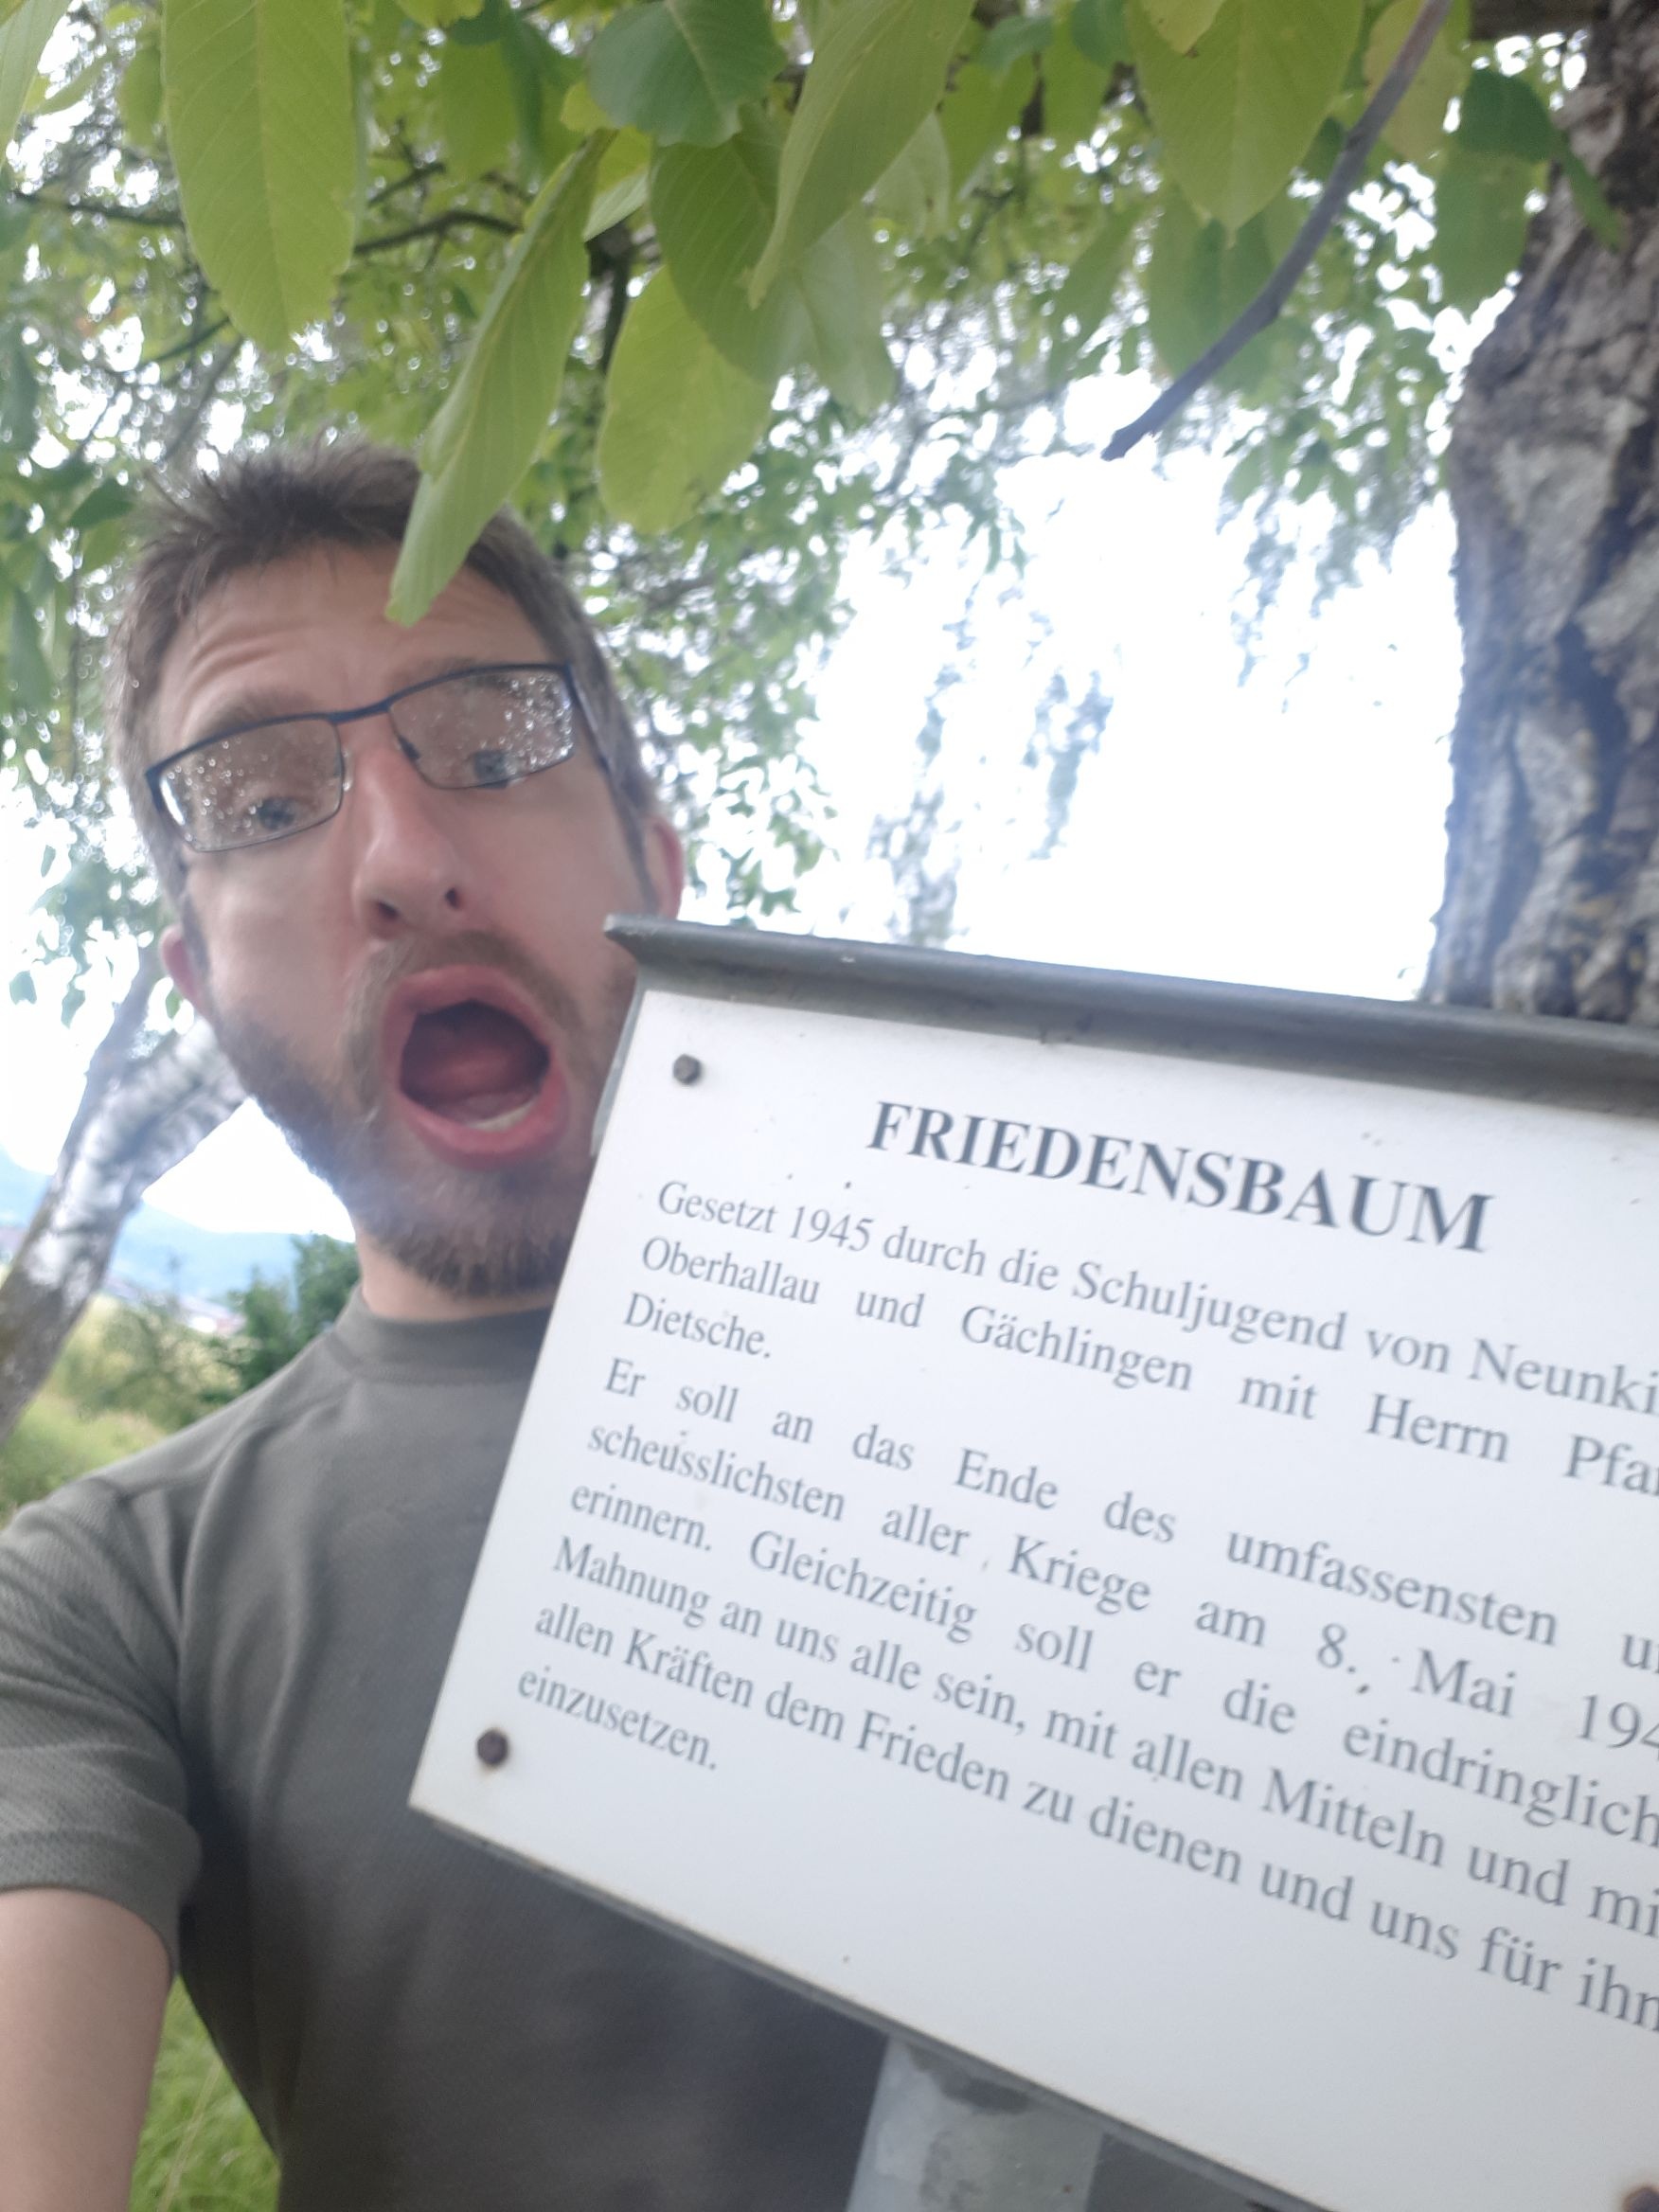 FRIEDENSBAUM
Gesetzt 1945 durch die Schuljugend von
Oberhallau und Gächlingen mit Herrn
Dietsche.
Er soll an das Ende des umfassensten
scheusslichsten aller Kriege am 8. Mai
erinnern. Gleichzeitig soll er die
Mahnung an uns alle sein, mit allen Mitteln und
allen Kräften dem Frieden zu dienen und uns für
einzusetzen.